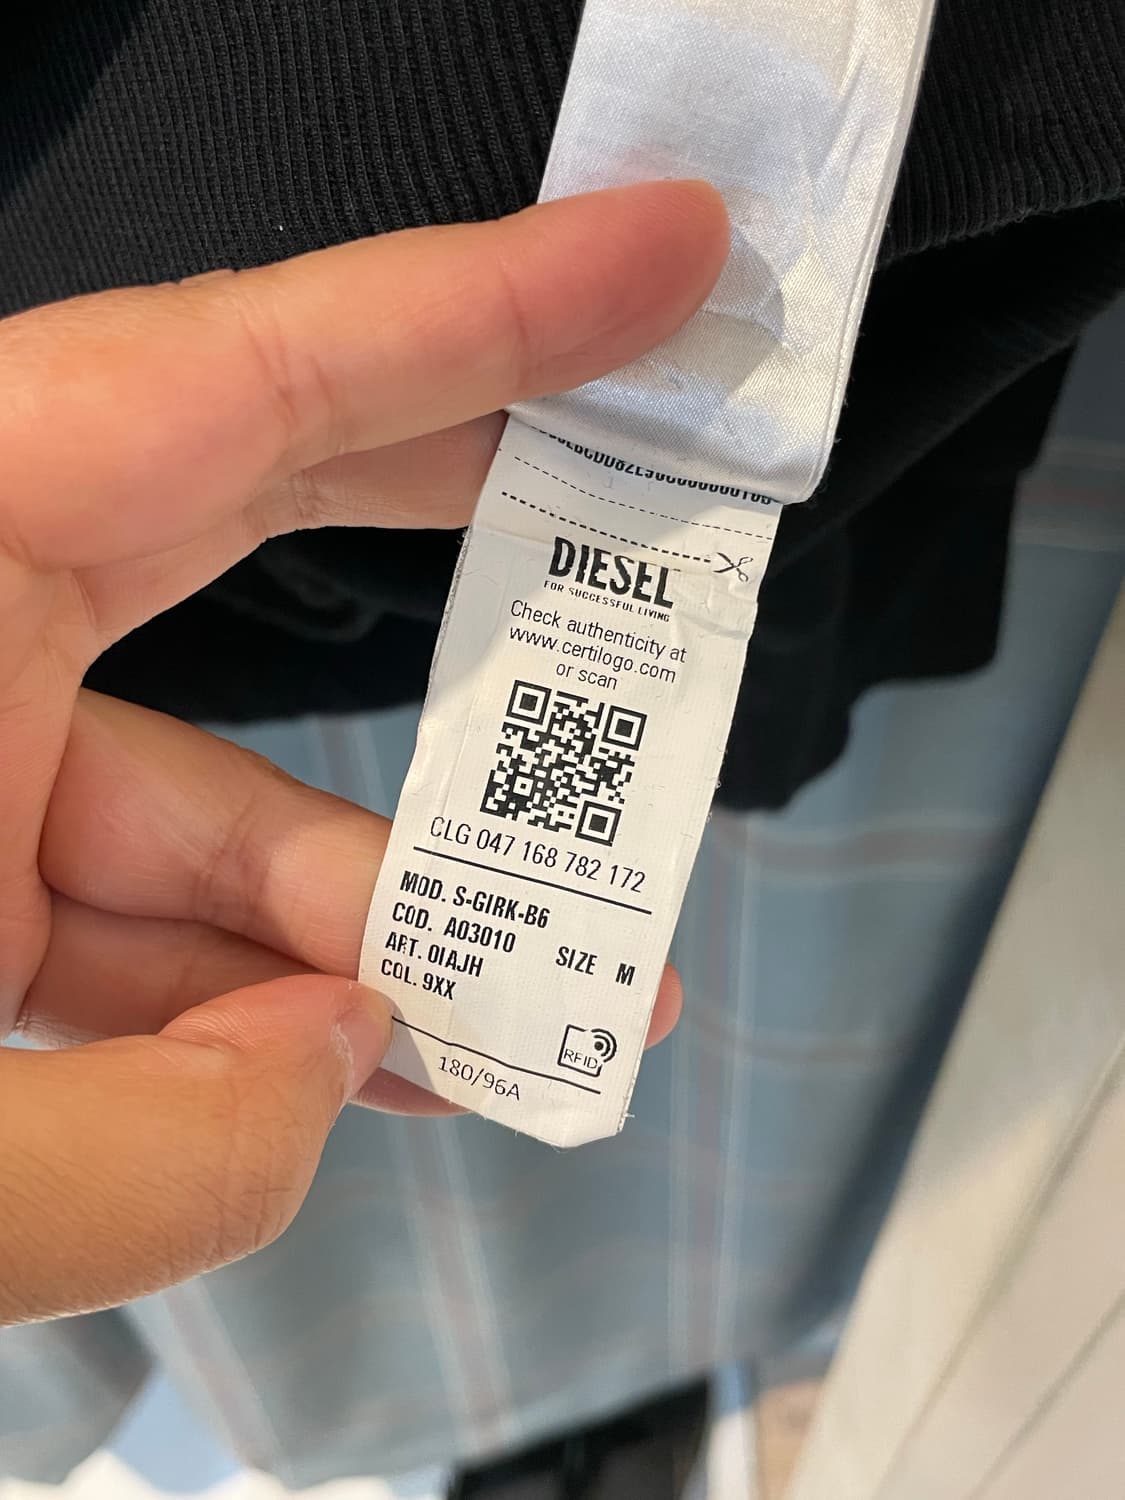 DIESEL
FOR SUCCESSFUL LIVING
Check authenticity at
www.certilogo.com
or scan
CLG 047 168 782 172
MOD. S-GIRK-B6
COD. A03010
SIZE M
ART. 0IAJH
COL. 9XX
RFID
180/96A